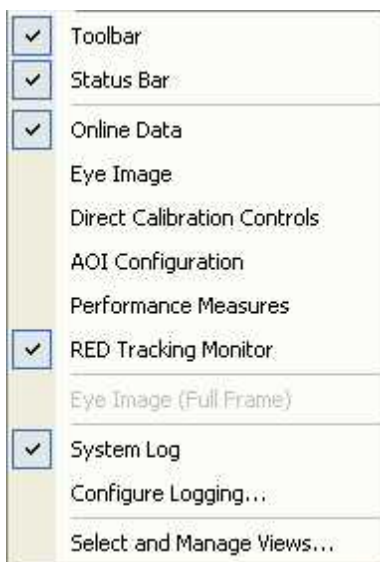 Toolbar
Status Bar
Online Data
Eye Image
Direct Calibration Controls
AOI Configuration
Performance Measures
RED Tracking Monitor
Eye Image (Full Frame)
System Log
Configure Logging...
Select and Manage Views...